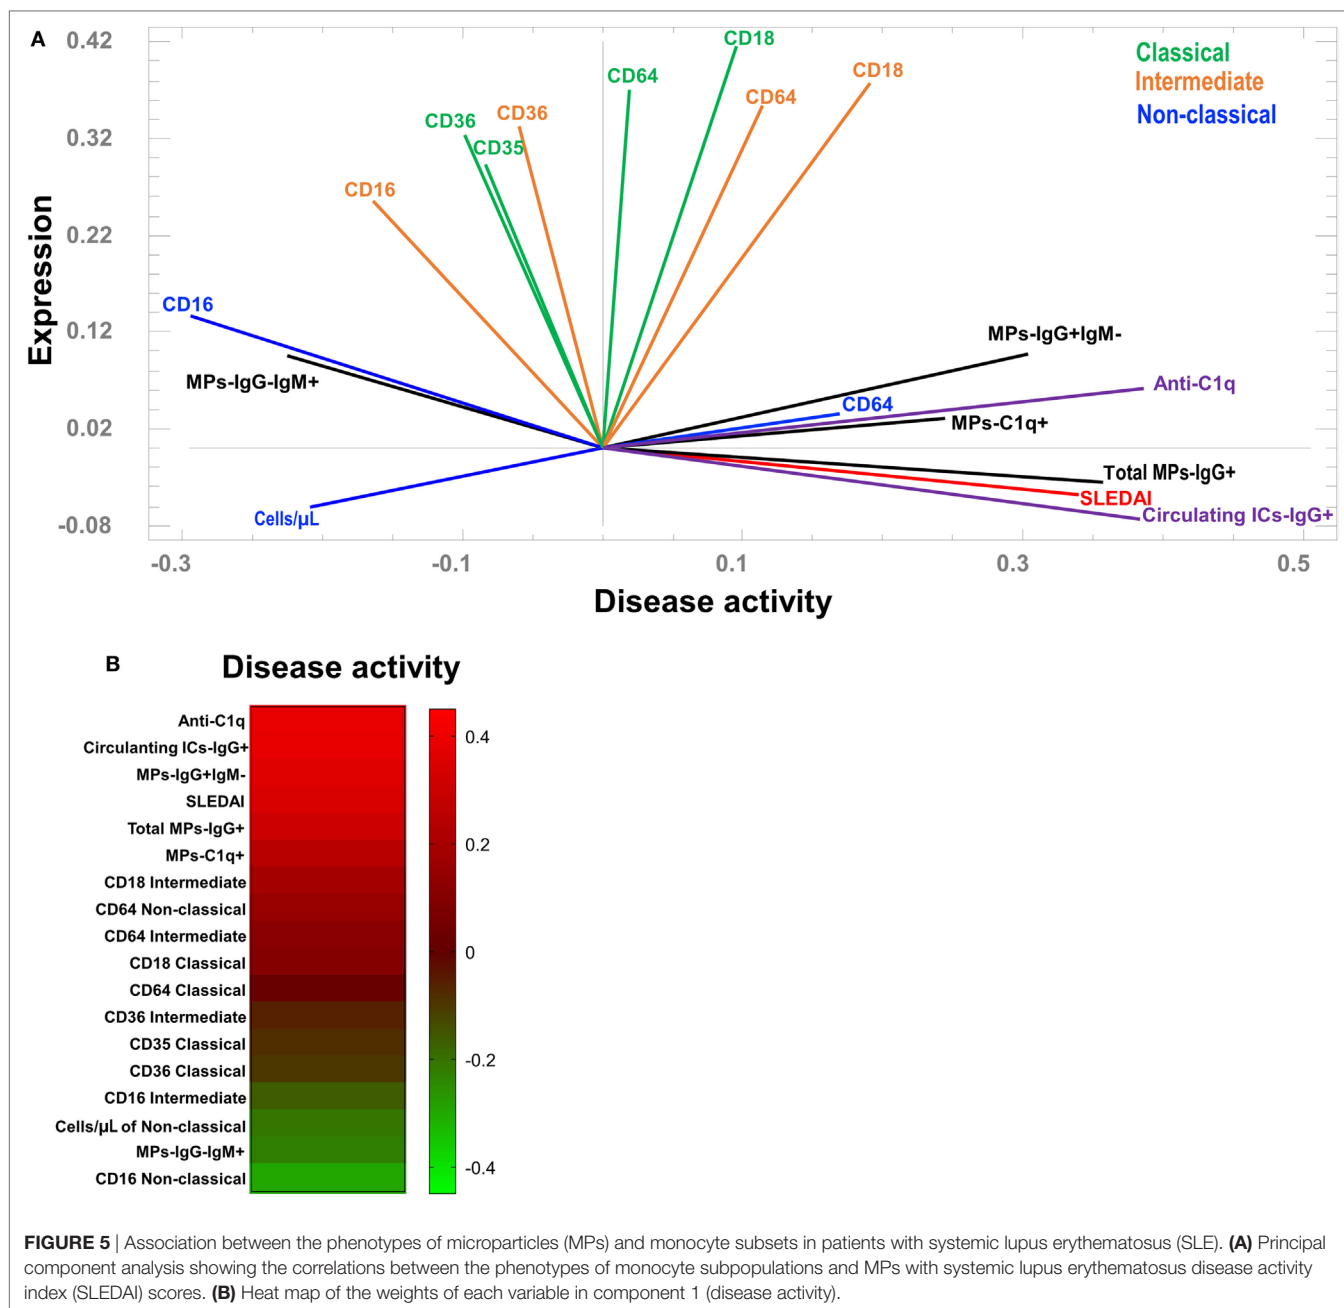 A
0.42
0.32
0.22
0.12
0.02
-0.08
Expression
CD18
CD64
CD18
CD64
CD36
CD36
CD35
CD16
CD16
MPs-IgG-IgM+
Cells/µL
Classical
Intermediate
Non-classical
MPs-IgG+IgM-
Anti-C1q
CD64
MPs-C1q+
Total MPs-IgG+
SLEDAI
Circulating ICs-IgG+
-0.3
-0.1
0.1
0.3
0.5
Disease activity
B
Disease activity
Anti-C1q
Circulanting ICs-IgG+
MPs-IgG+IgM-
SLEDAI
Total MPs-IgG+
MPs-C1q+
CD18 Intermediate
CD64 Non-classical
CD64 Intermediate
CD18 Classical
CD64 Classical
CD36 Intermediate
CD35 Classical
CD36 Classical
CD16 Intermediate
Cells/µL of Non-classical
MPs-IgG-IgM+
CD16 Non-classical
0.4
0.2
0
-0.2
-0.4
FIGURE 5 | Association between the phenotypes of microparticles (MPs) and monocyte subsets in patients with systemic lupus erythematosus (SLE). (A) Principal
component analysis showing the correlations between the phenotypes of monocyte subpopulations and MPs with systemic lupus erythematosus disease activity
index (SLEDAI) scores. (B) Heat map of the weights of each variable in component 1 (disease activity).